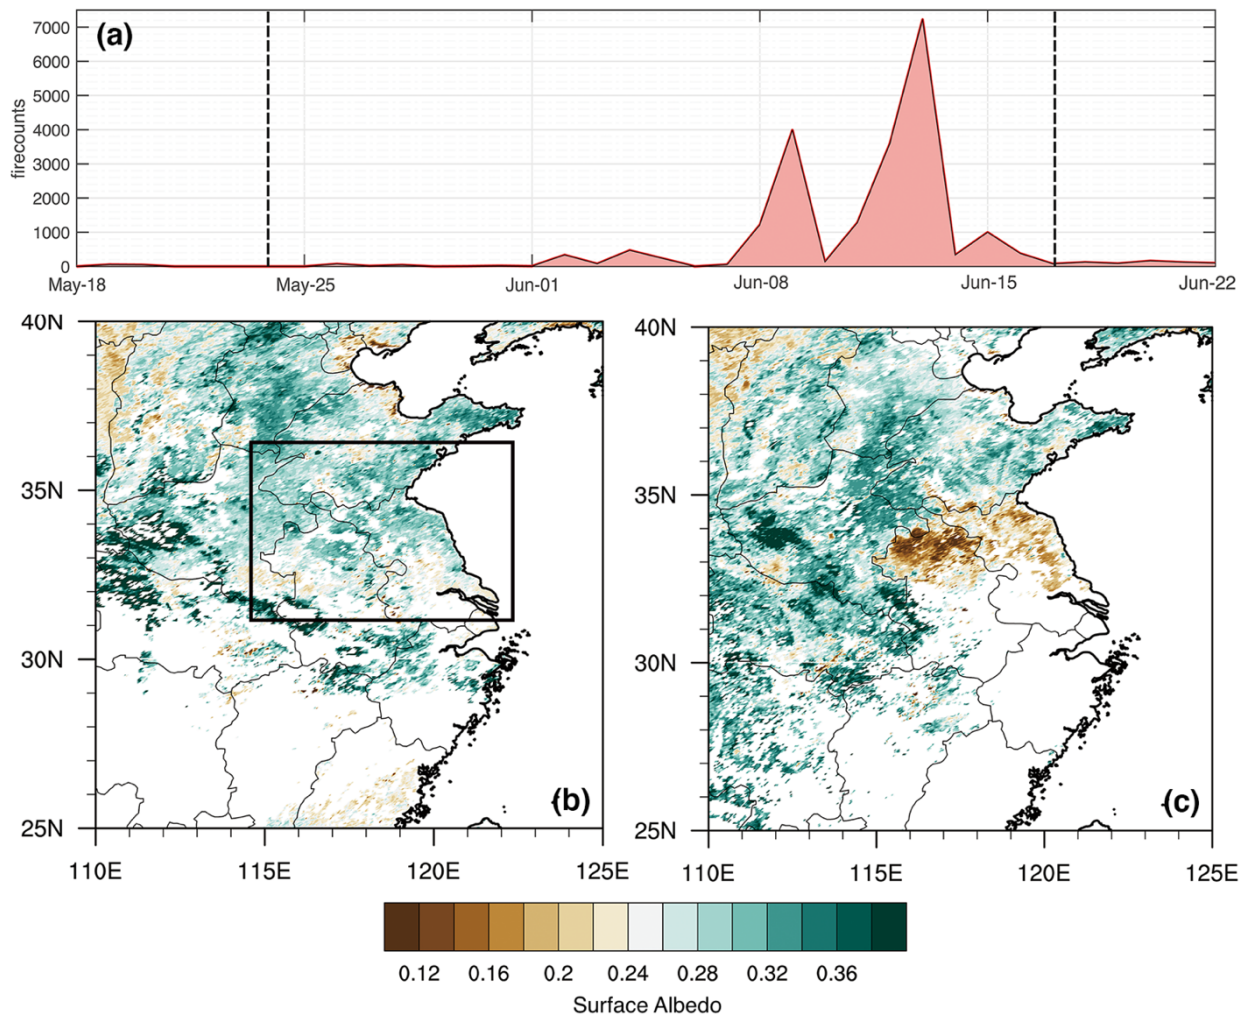 (a)
firecounts
7000
6000
5000
4000
3000
2000
1000
0
May-18 May-25 Jun-01 Jun-08 Jun-15 Jun-22
40N
35N
30N
25N
110E 115E 120E 125E
(b)
40N
35N
30N
25N
110E 115E 120E 125E
(c)
0.12 0.16 0.2 0.24 0.28 0.32 0.36
Surface Albedo